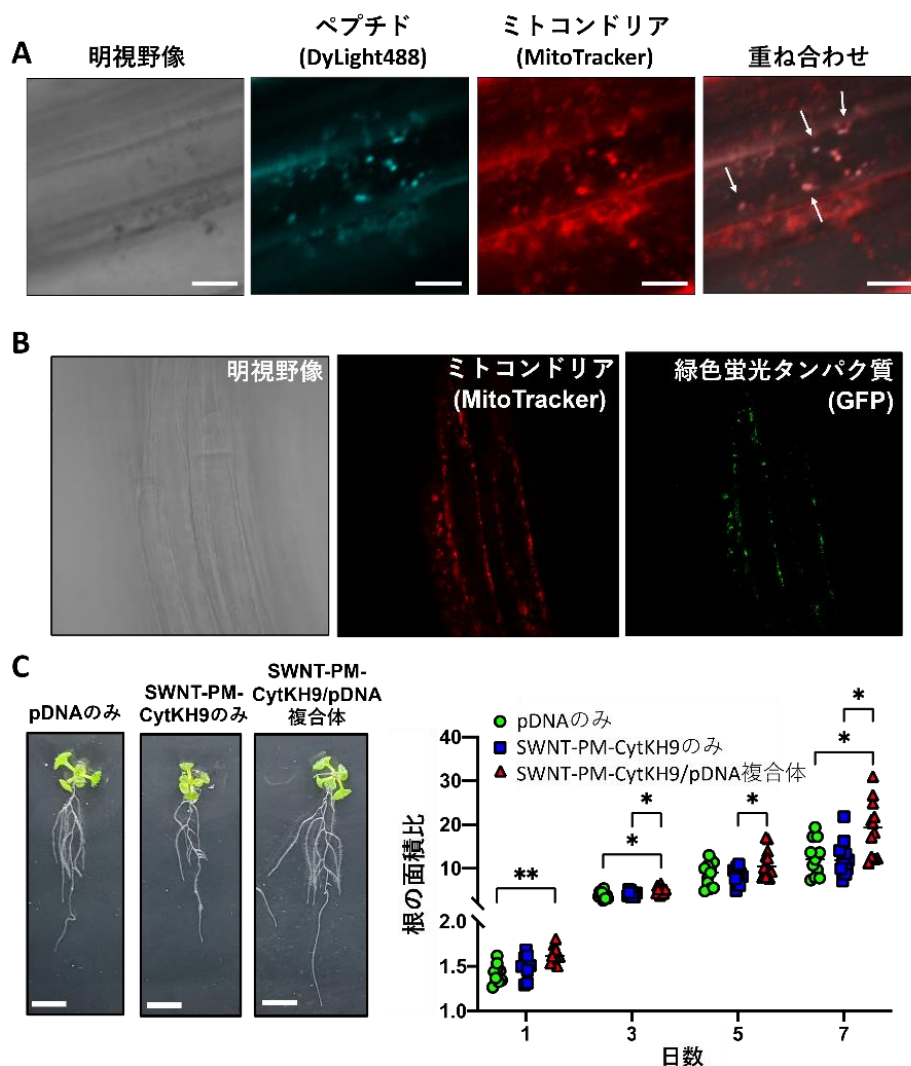 A
明視野像
ペプチド
(DyLight488)
ミトコンドリア
(MitoTracker)
重ね合わせ
B
明視野像
ミトコンドリア
(MitoTracker)
緑色蛍光タンパク質
(GFP)
C
pDNAのみ
SWNT-PM-
CytKH9のみ
SWNT-PM-
CytKH9/pDNA
複合体
pDNAのみ
SWNT-PM-CytKH9のみ
SWNT-PM-CytKH9/pDNA複合体
根の面積比
40
30
20
10
2.0
1.5
1.0
**
*
*
*
*
*
1
3
5
7
日数